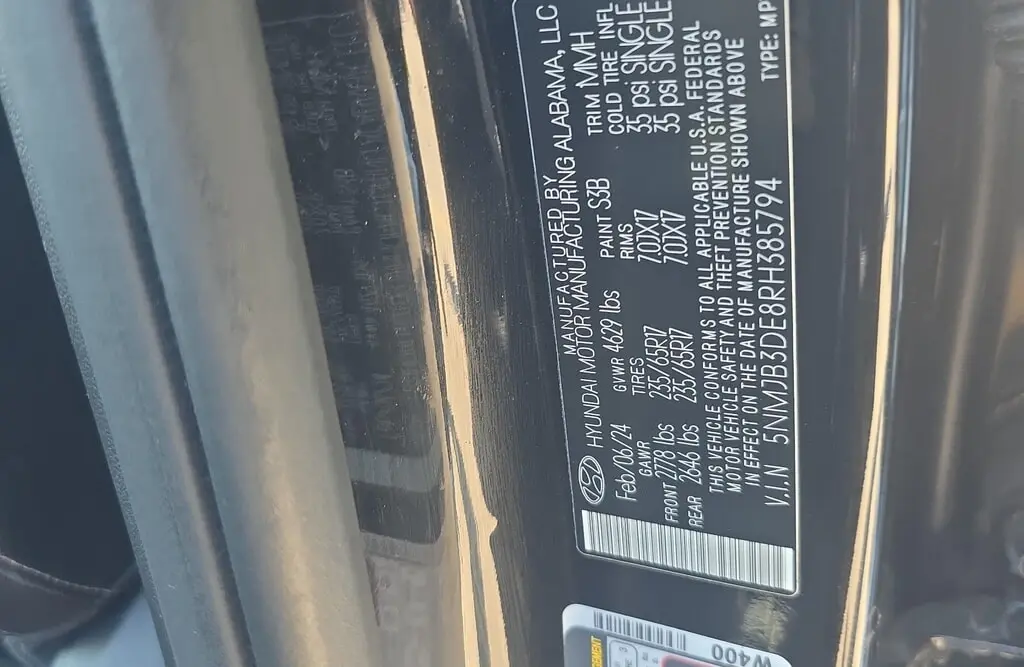 MANUFACTURED BY
HYUNDAI MOTOR MANUFACTURING ALABAMA, LLC
Feb/06/24 GVWR 4629 lbs PAINT S3B TRIM MMH
GAWR TIRES RIMS COLD TIRE INFL
FRONT 2778 lbs 235/65R17 7.0JX17 35 psi SINGLE
REAR 2646 lbs 235/65R17 7.0JX17 35 psi SINGLE
THIS VEHICLE CONFORMS TO ALL APPLICABLE U.S.A. FEDERAL
MOTOR VEHICLE SAFETY AND THEFT PREVENTION STANDARDS
IN EFFECT ON THE DATE OF MANUFACTURE SHOWN ABOVE
V.I.N 5NMJB3DE8RH385794 TYPE: MP
W400